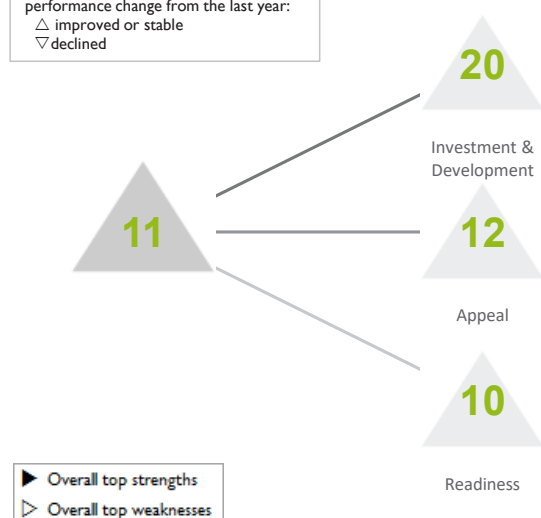 performance change from the last year:
△ improved or stable
▽ declined
20
Investment &
Development
11
12
Appeal
10
Readiness
▶ Overall top strengths
▷ Overall top weaknesses